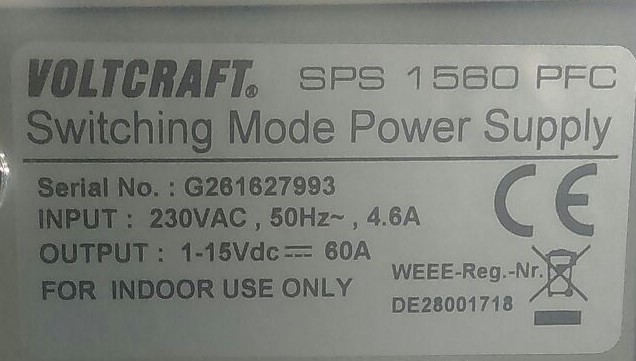 VOLTCRAFT® SPS 1560 PFC
Switching Mode Power Supply
Serial No. : G261627993
INPUT : 230VAC , 50Hz~ , 4.6A
OUTPUT : 1-15Vdc⎓ 60A
FOR INDOOR USE ONLY
CE
WEEE-Reg.-Nr.
DE28001718